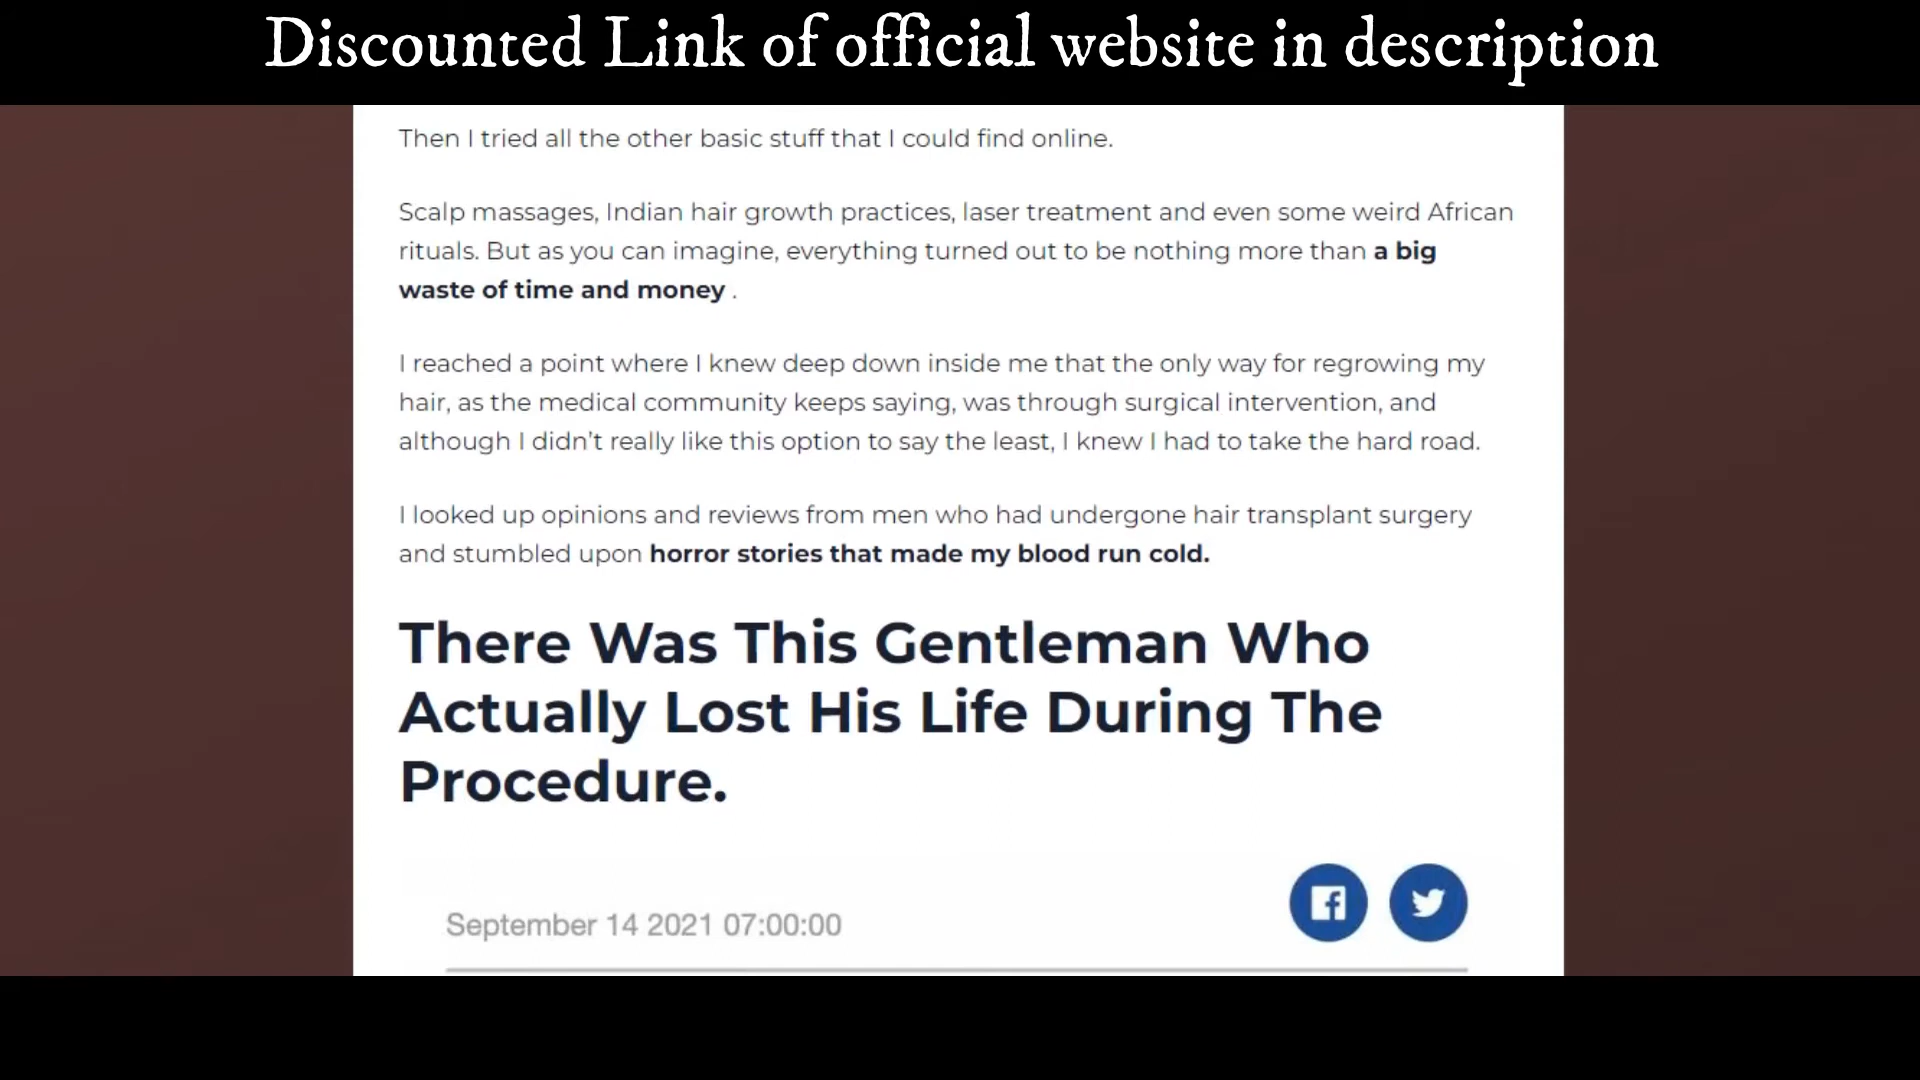 Discounted Link of official website in description
Then I tried all the other basic stuff that I could find online.
Scalp massages, Indian hair growth practices, laser treatment and even some weird African
rituals. But as you can imagine, everything turned out to be nothing more than a big
waste of time and money .
I reached a point where I knew deep down inside me that the only way for regrowing my
hair, as the medical community keeps saying, was through surgical intervention, and
although I didn't really like this option to say the least, I knew I had to take the hard road.
I looked up opinions and reviews from men who had undergone hair transplant surgery
and stumbled upon horror stories that made my blood run cold.
There Was This Gentleman Who
Actually Lost His Life During The
Procedure.
September 14 2021 07:00:00